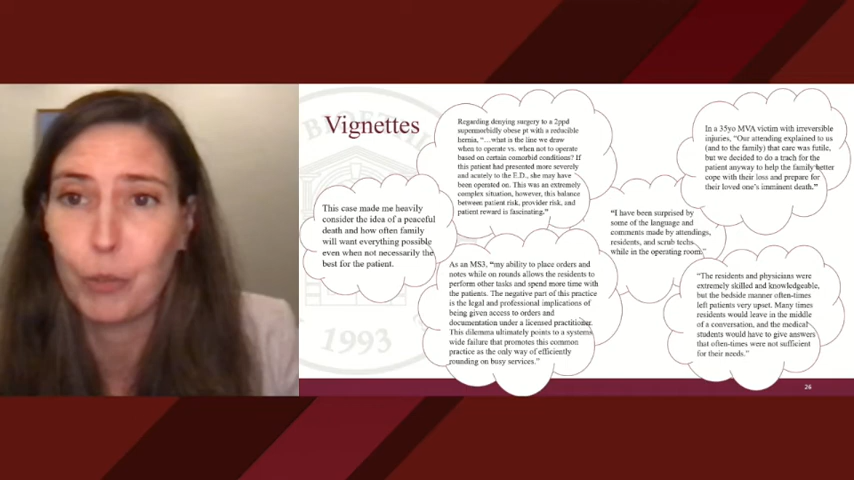 BIOETHI
Vignettes
This case made me heavily
consider the idea of a peaceful
death and how often family
will want everything possible
even when not necessarily the
best for the patient.
Regarding denying surgery to a 2ppd
supermorbidly obese pt with a reducible
hernia, “…what is the line we draw
when to operate vs. when not to operate
based on certain comorbid conditions? If
this patient had presented more severely
and acutely to the E.D., she may have
been operated on. This was an extremely
complex situation, however, this balance
between patient risk, provider risk, and
patient reward is fascinating.”
As an MS3, “my ability to place orders and
notes while on rounds allows the residents to
perform other tasks and spend more time with
the patients. The negative part of this practice
is the legal and professional implications of
being given access to orders and
documentation under a licensed practitioner.
This dilemma ultimately points to a systems
wide failure that promotes this common
practice as the only way of efficiently
rounding on busy services.”
“I have been surprised by
some of the language and
comments made by attendings,
residents, and scrub techs
while in the operating room.”
In a 35yo MVA victim with irreversible
injuries, “Our attending explained to us
(and to the family) that care was futile,
but we decided to do a trach for the
patient anyway to help the family better
cope with their loss and prepare for
their loved one's imminent death.”
“The residents and physicians were
extremely skilled and knowledgeable,
but the bedside manner often-times
left patients very upset. Many times
residents would leave in the middle
of a conversation, and the medical
students would have to give answers
that often-times were not sufficient
for their needs.”
1993
26